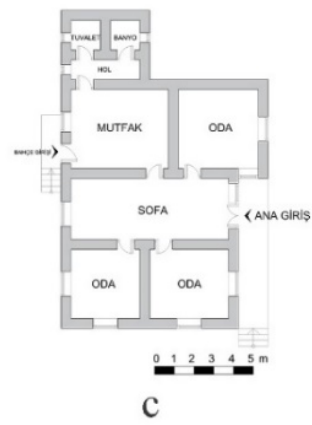 TUVALET BANYO
HOL
MUTFAK ODA
BAHÇE GİRİŞİ
SOFA
ANA GİRİŞ
ODA ODA
0 1 2 3 4 5 m
C